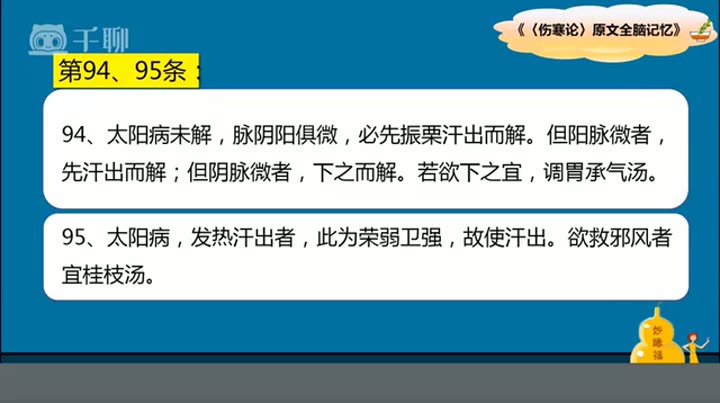 千聊
《〈伤寒论〉原文全脑记忆》
第94、95条：
94、太阳病未解，脉阴阳俱微，必先振栗汗出而解。但阳脉微者，
先汗出而解；但阴脉微者，下之而解。若欲下之宜，调胃承气汤。
95、太阳病，发热汗出者，此为荣弱卫强，故使汗出。欲救邪风者
宜桂枝汤。
妙
缘
福